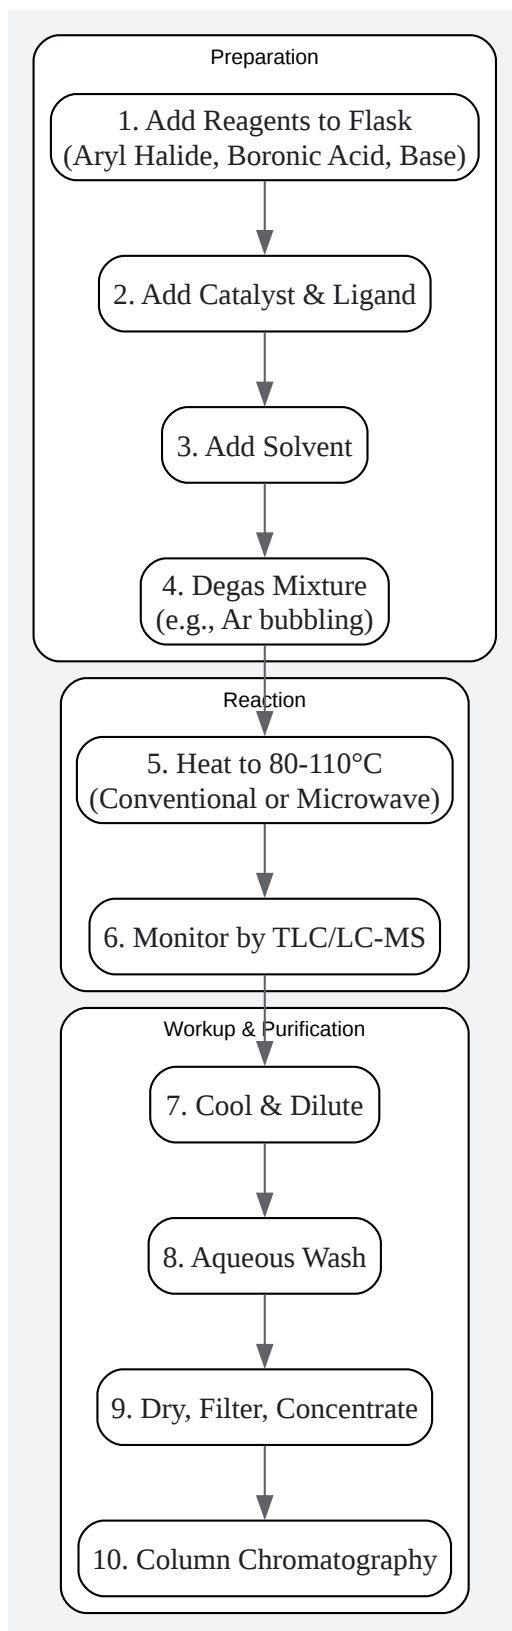 Preparation
1. Add Reagents to Flask
(Aryl Halide, Boronic Acid, Base)
2. Add Catalyst & Ligand
3. Add Solvent
4. Degas Mixture
(e.g., Ar bubbling)
Reaction
5. Heat to 80-110°C
(Conventional or Microwave)
6. Monitor by TLC/LC-MS
Workup & Purification
7. Cool & Dilute
8. Aqueous Wash
9. Dry, Filter, Concentrate
10. Column Chromatography